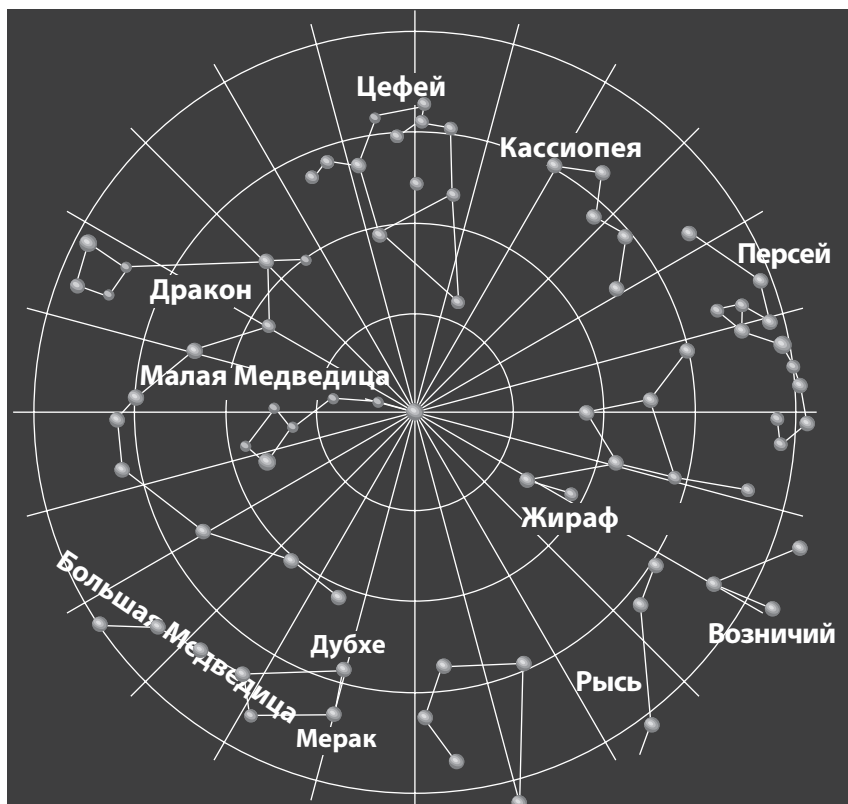 Цефей
Кассиопея
Персей
Дракон
Малая Медведица
Жираф
Большая Медведица
Дубхе
Возничий
Рысь
Мерак